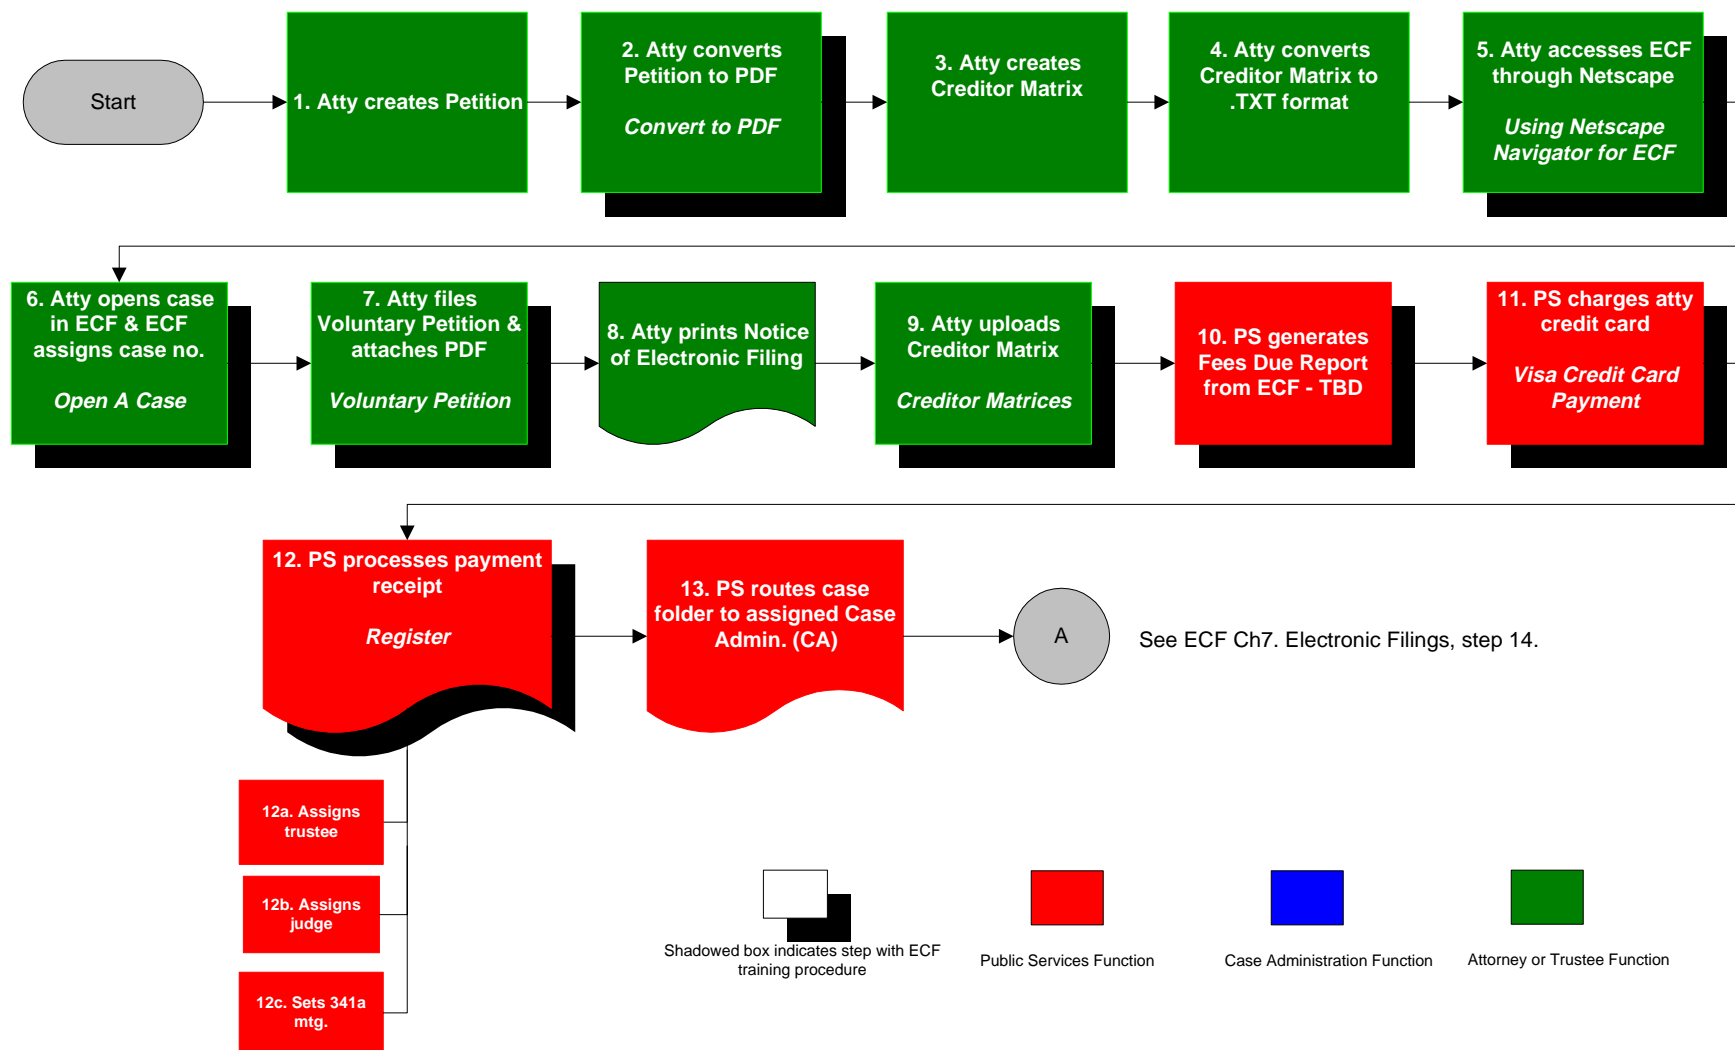 Start
1. Atty creates Petition
2. Atty converts
Petition to PDF
Convert to PDF
3. Atty creates
Creditor Matrix
4. Atty converts
Creditor Matrix to
.TXT format
5. Atty accesses ECF
through Netscape
Using Netscape
Navigator for ECF
6. Atty opens case
in ECF & ECF
assigns case no.
Open A Case
7. Atty files
Voluntary Petition &
attaches PDF
Voluntary Petition
8. Atty prints Notice
of Electronic Filing
9. Atty uploads
Creditor Matrix
Creditor Matrices
10. PS generates
Fees Due Report
from ECF - TBD
11. PS charges atty
credit card
Visa Credit Card
Payment
12. PS processes payment
receipt
Register
13. PS routes case
folder to assigned Case
Admin. (CA)
A
See ECF Ch7. Electronic Filings, step 14.
12a. Assigns
trustee
12b. Assigns
judge
12c. Sets 341a
mtg.
Shadowed box indicates step with ECF
training procedure
Public Services Function
Case Administration Function
Attorney or Trustee Function